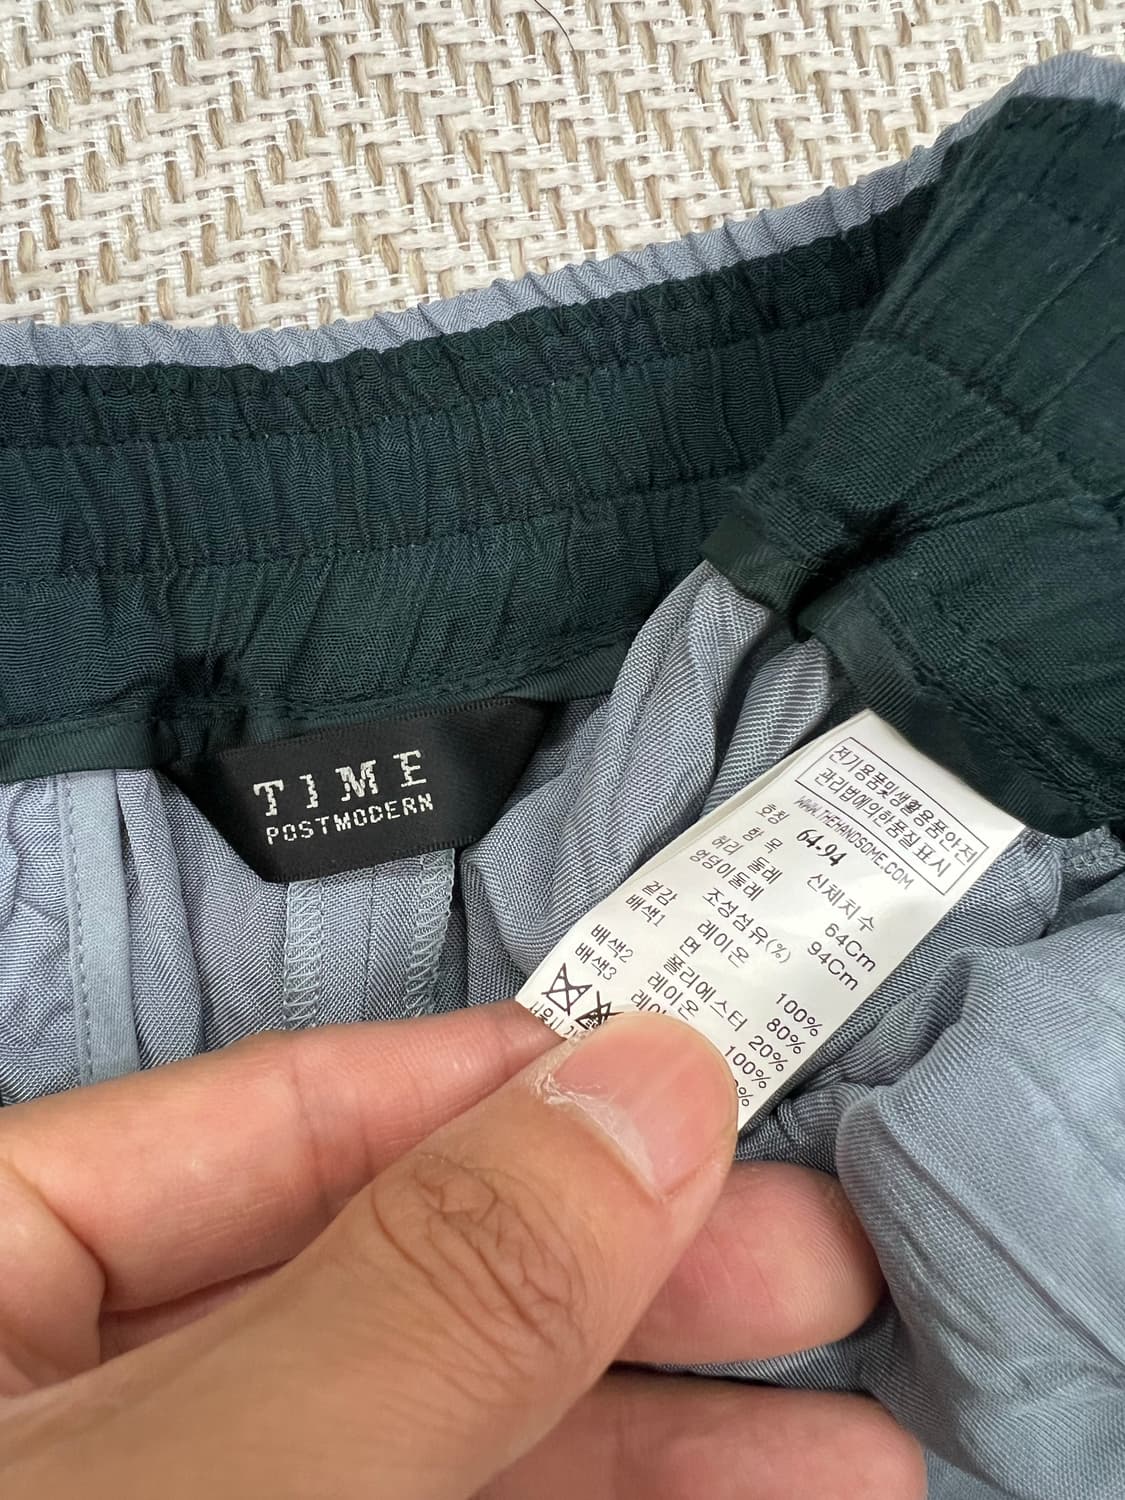 TIME
POSTMODERN
전기용품및생활용품안전
관리법에의한품질표시
WWW.THEHANDSOME.COM
호칭 64-94
항 목 신체치수
허리 둘레 64Cm
엉덩이둘레 94Cm
조성섬유(%)
겉감 레이온 100%
배색1 면 80%
폴리에스터 20%
배색2 레이온 100%
배색3